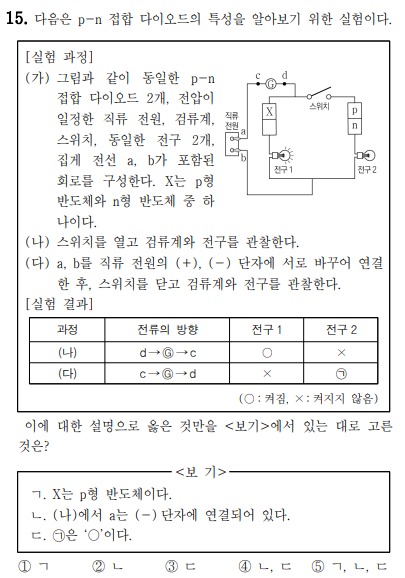 15. 다음은 p-n 접합 다이오드의 특성을 알아보기 위한 실험이다.
[실험 과정]
(가) 그림과 같이 동일한 p-n
접합 다이오드 2개, 전압이
일정한 직류 전원, 검류계,
스위치, 동일한 전구 2개,
집게 전선 a, b가 포함된
회로를 구성한다. X는 p형
반도체와 n형 반도체 중 하
나이다.
c G d
스위치
X
p
n
직류
전원
a
b
전구 1
전구 2
(나) 스위치를 열고 검류계와 전구를 관찰한다.
(다) a, b를 직류 전원의 (+), (-) 단자에 서로 바꾸어 연결
한 후, 스위치를 닫고 검류계와 전구를 관찰한다.
[실험 결과]
과정 전류의 방향 전구 1 전구 2
(나) d→Ⓖ→c ○ ×
(다) c→Ⓖ→d × ㉠
(○: 켜짐, ×: 켜지지 않음)
이에 대한 설명으로 옳은 것만을 <보기>에서 있는 대로 고른
것은?
<보 기>
ㄱ. X는 p형 반도체이다.
ㄴ. (나)에서 a는 (-) 단자에 연결되어 있다.
ㄷ. ㉠은 ‘○’이다.
① ㄱ ② ㄴ ③ ㄷ ④ ㄴ, ㄷ ⑤ ㄱ, ㄴ, ㄷ